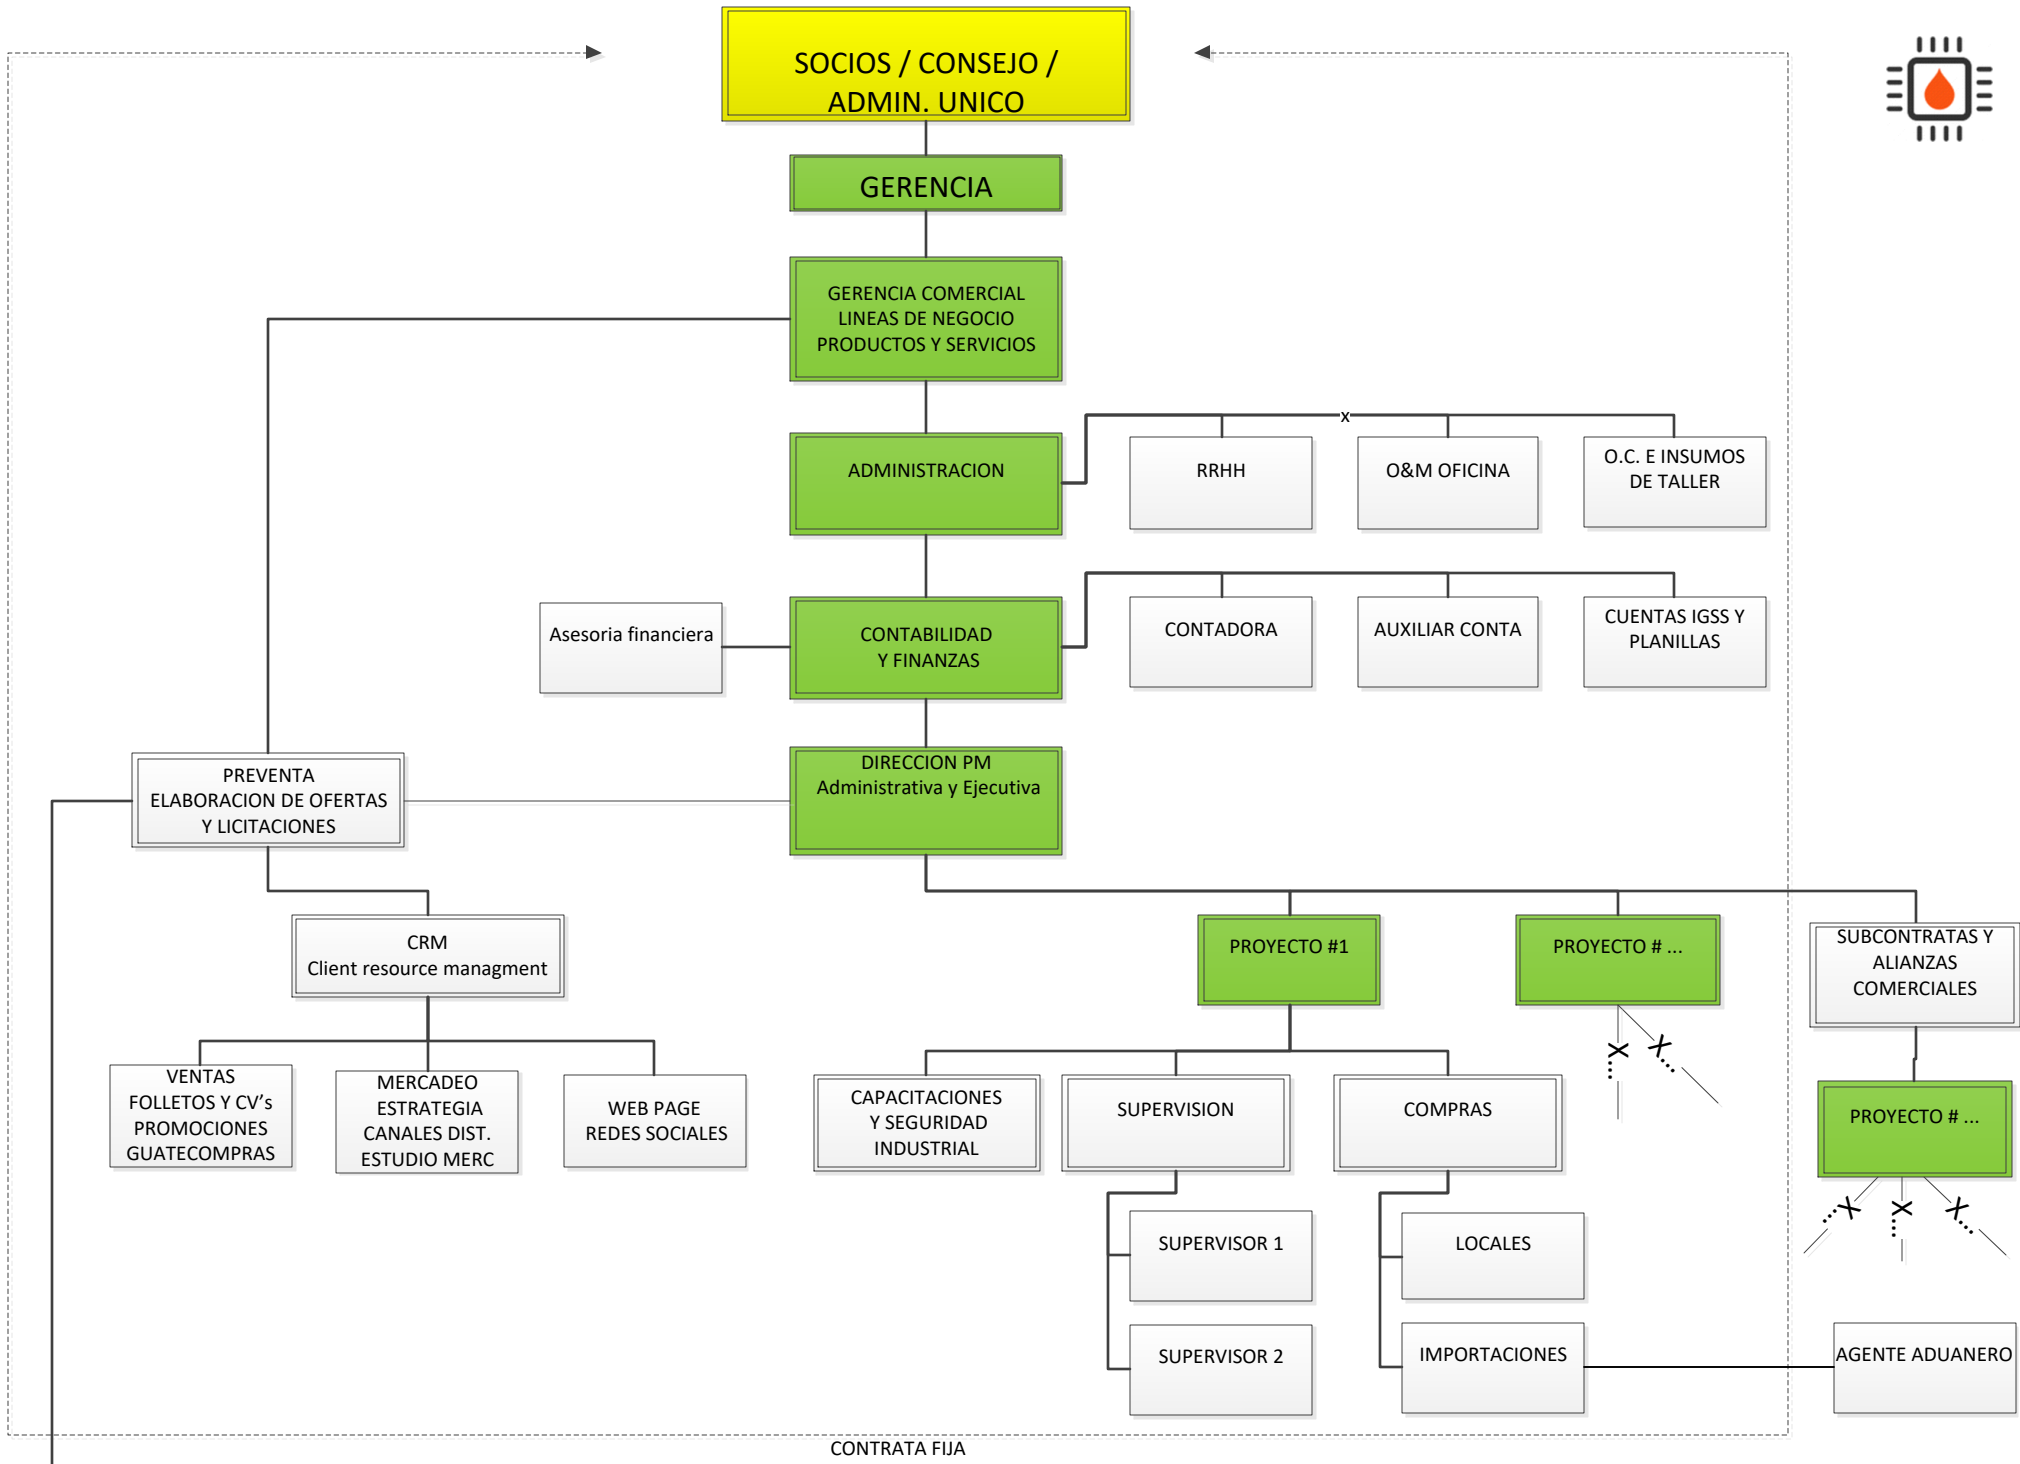 SOCIOS / CONSEJO /
ADMIN. UNICO
GERENCIA
GERENCIA COMERCIAL
LINEAS DE NEGOCIO
PRODUCTOS Y SERVICIOS
x
ADMINISTRACION
RRHH
O&M OFICINA
O.C. E INSUMOS
DE TALLER
Asesoria financiera
CONTABILIDAD
Y FINANZAS
CONTADORA
AUXILIAR CONTA
CUENTAS IGSS Y
PLANILLAS
PREVENTA
ELABORACION DE OFERTAS
Y LICITACIONES
DIRECCION PM
Administrativa y Ejecutiva
CRM
Client resource managment
PROYECTO #1
PROYECTO # ...
SUBCONTRATAS Y
ALIANZAS
COMERCIALES
X...
X...
VENTAS
FOLLETOS Y CV’s
PROMOCIONES
GUATECOMPRAS
MERCADEO
ESTRATEGIA
CANALES DIST.
ESTUDIO MERC
WEB PAGE
REDES SOCIALES
CAPACITACIONES
Y SEGURIDAD
INDUSTRIAL
SUPERVISION
COMPRAS
PROYECTO # ...
X...
X...
X...
SUPERVISOR 1
LOCALES
SUPERVISOR 2
IMPORTACIONES
AGENTE ADUANERO
CONTRATA FIJA